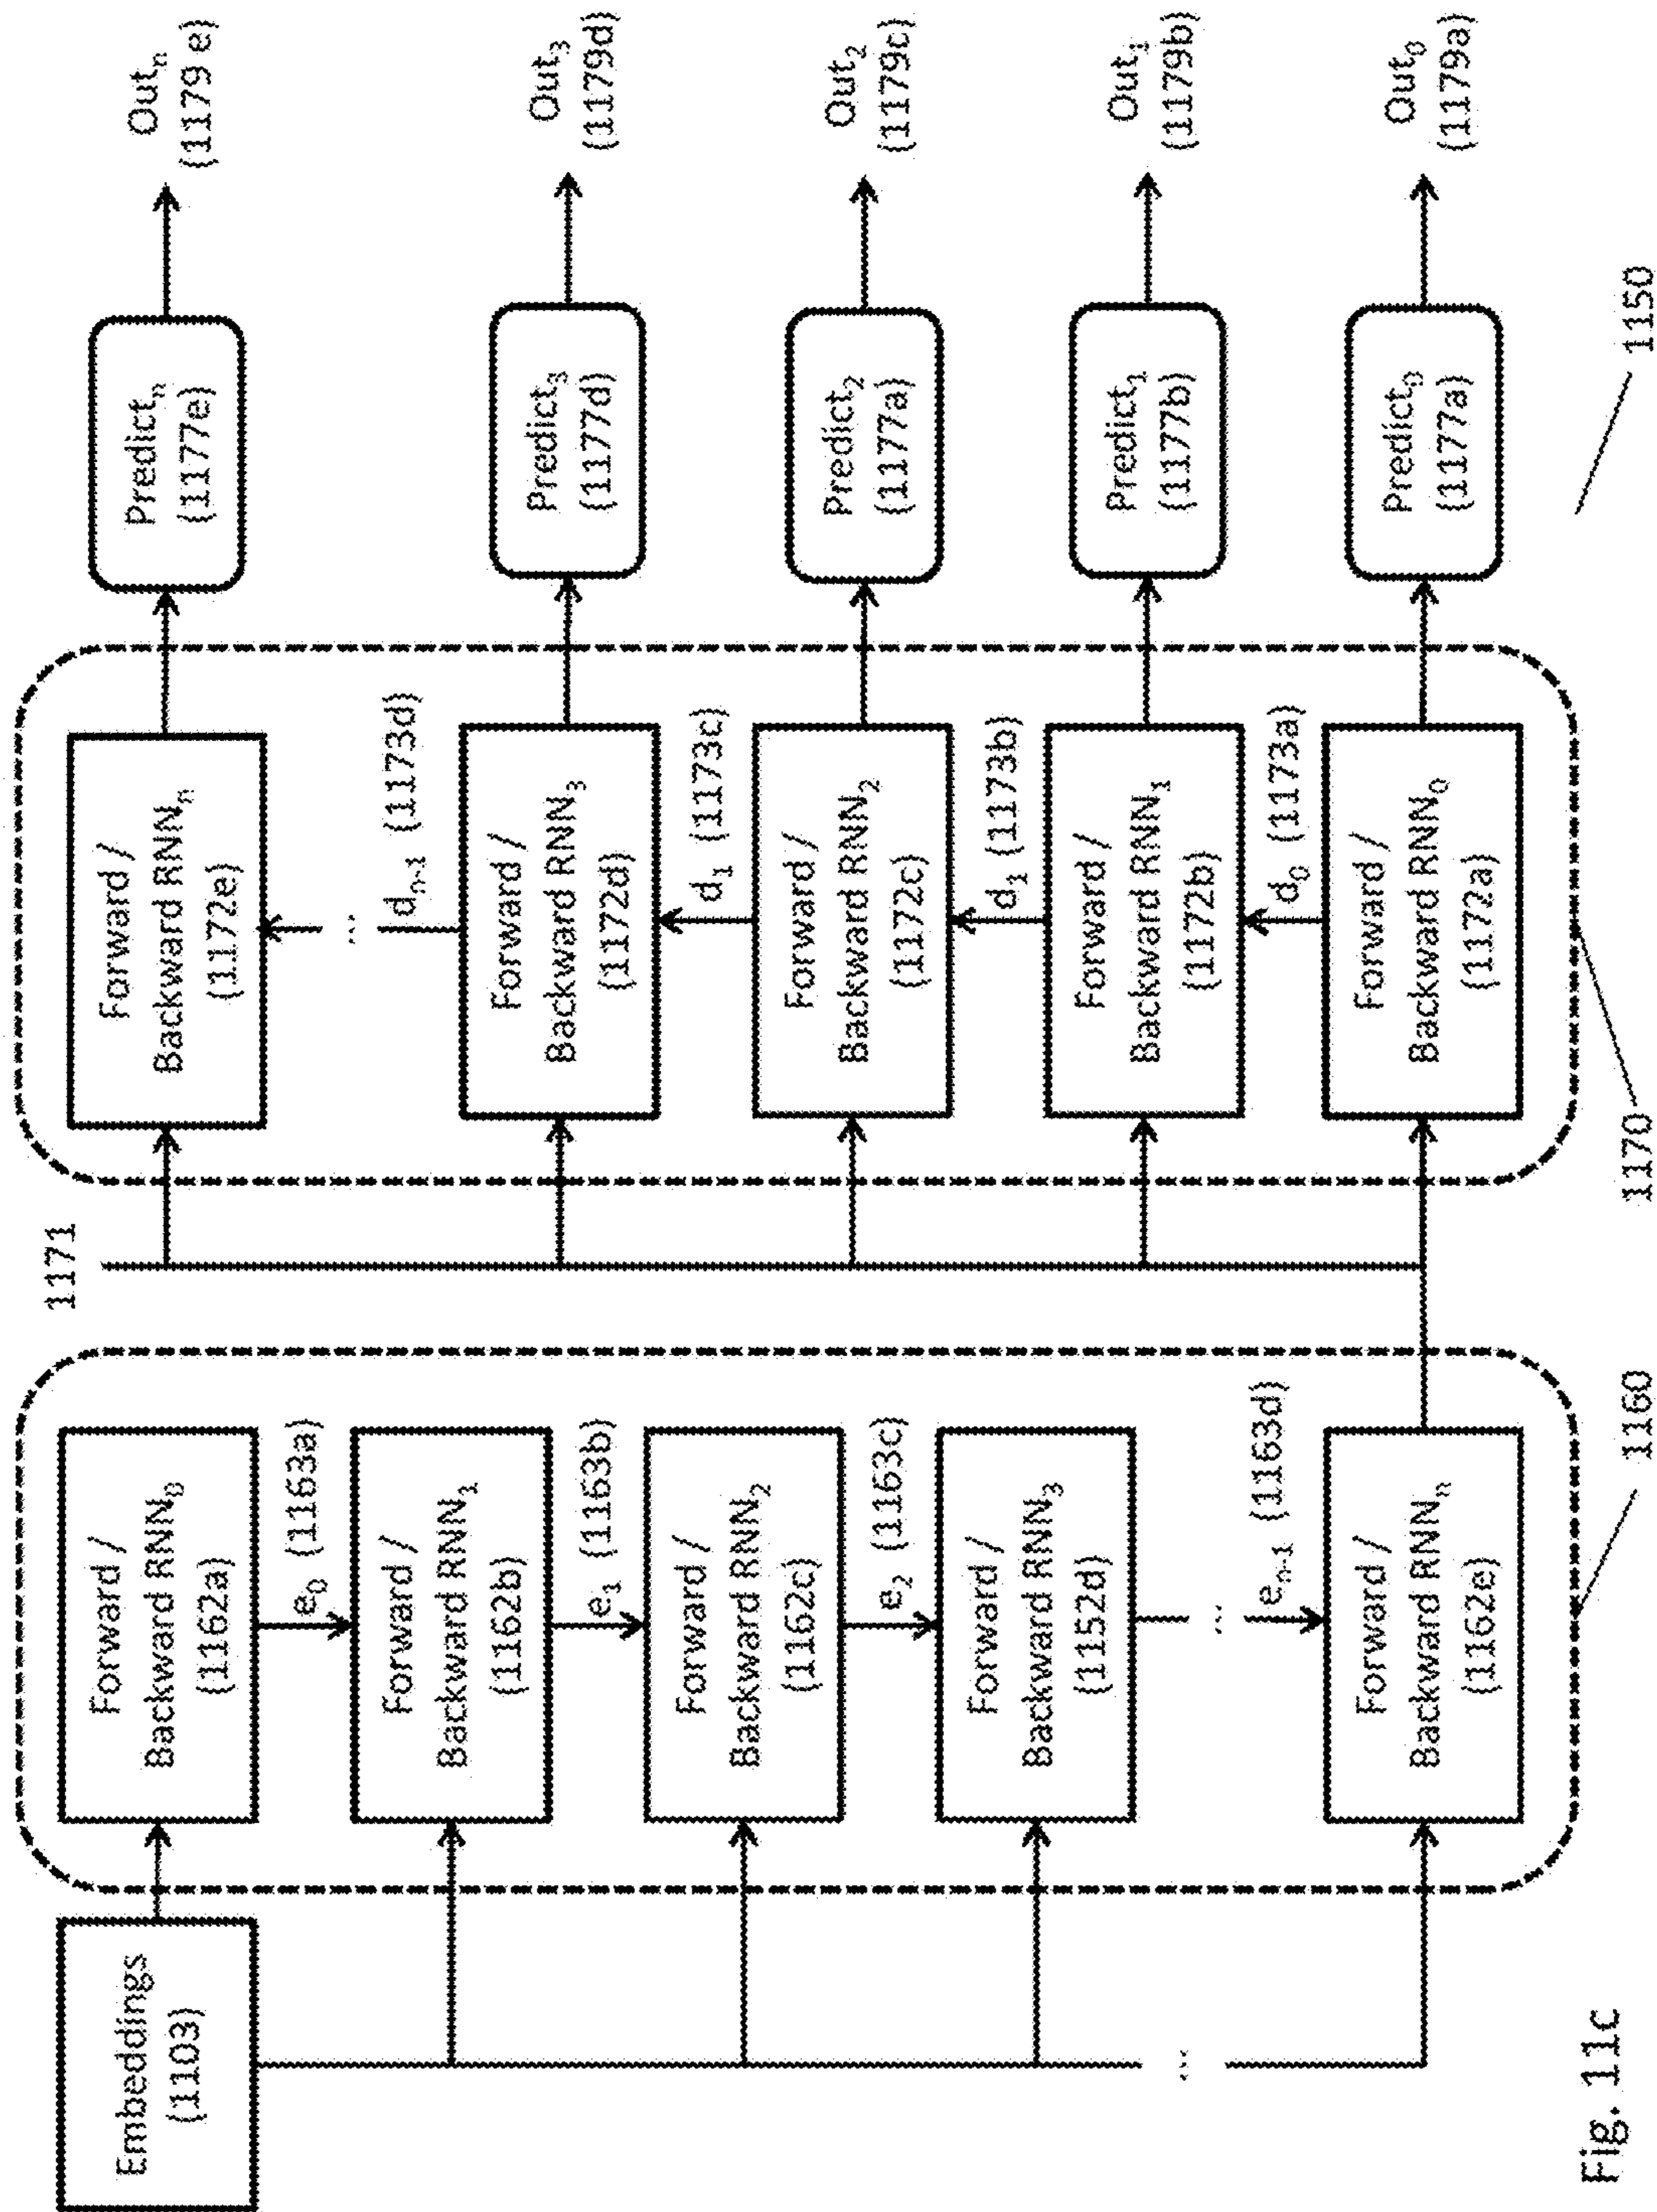 Embeddings
(1103)
Forward /
Backward RNN₀
(1162a)
e₀ (1163a)
Forward /
Backward RNN₁
(1162b)
e₁ (1163b)
Forward /
Backward RNN₂
(1162c)
e₂ (1163c)
Forward /
Backward RNN₃
(1152d)
...
...
eₙ₋₁ (1163d)
Forward /
Backward RNNₙ
(1162e)
1160
1171
Forward /
Backward RNNₙ
(1172e)
...
dₙ₋₁ (1173d)
Forward /
Backward RNN₃
(1172d)
d₁ (1173c)
Forward /
Backward RNN₂
(1172c)
d₁ (1173b)
Forward /
Backward RNN₁
(1172b)
d₀ (1173a)
Forward /
Backward RNN₀
(1172a)
1170
Predictₙ
(1177e)
Predict₃
(1177d)
Predict₂
(1177a)
Predict₁
(1177b)
Predict₀
(1177a)
1150
Outₙ
(1179 e)
Out₃
(1179d)
Out₂
(1179c)
Out₁
(1179b)
Out₀
(1179a)
Fig. 11c